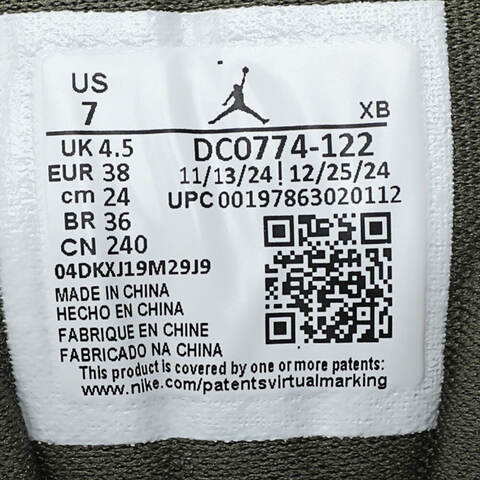 US
7
XB
UK 4.5
EUR 38
cm 24
BR 36
CN 240
DC0774-122
11/13/24 | 12/25/24
UPC 00197863020112
04DKXJ19M29J9
MADE IN CHINA
HECHO EN CHINA
FABRIQUE EN CHINE
FABRICADO NA CHINA
This product is covered by one or more patents:
www.nike.com/patentsvirtualmarking